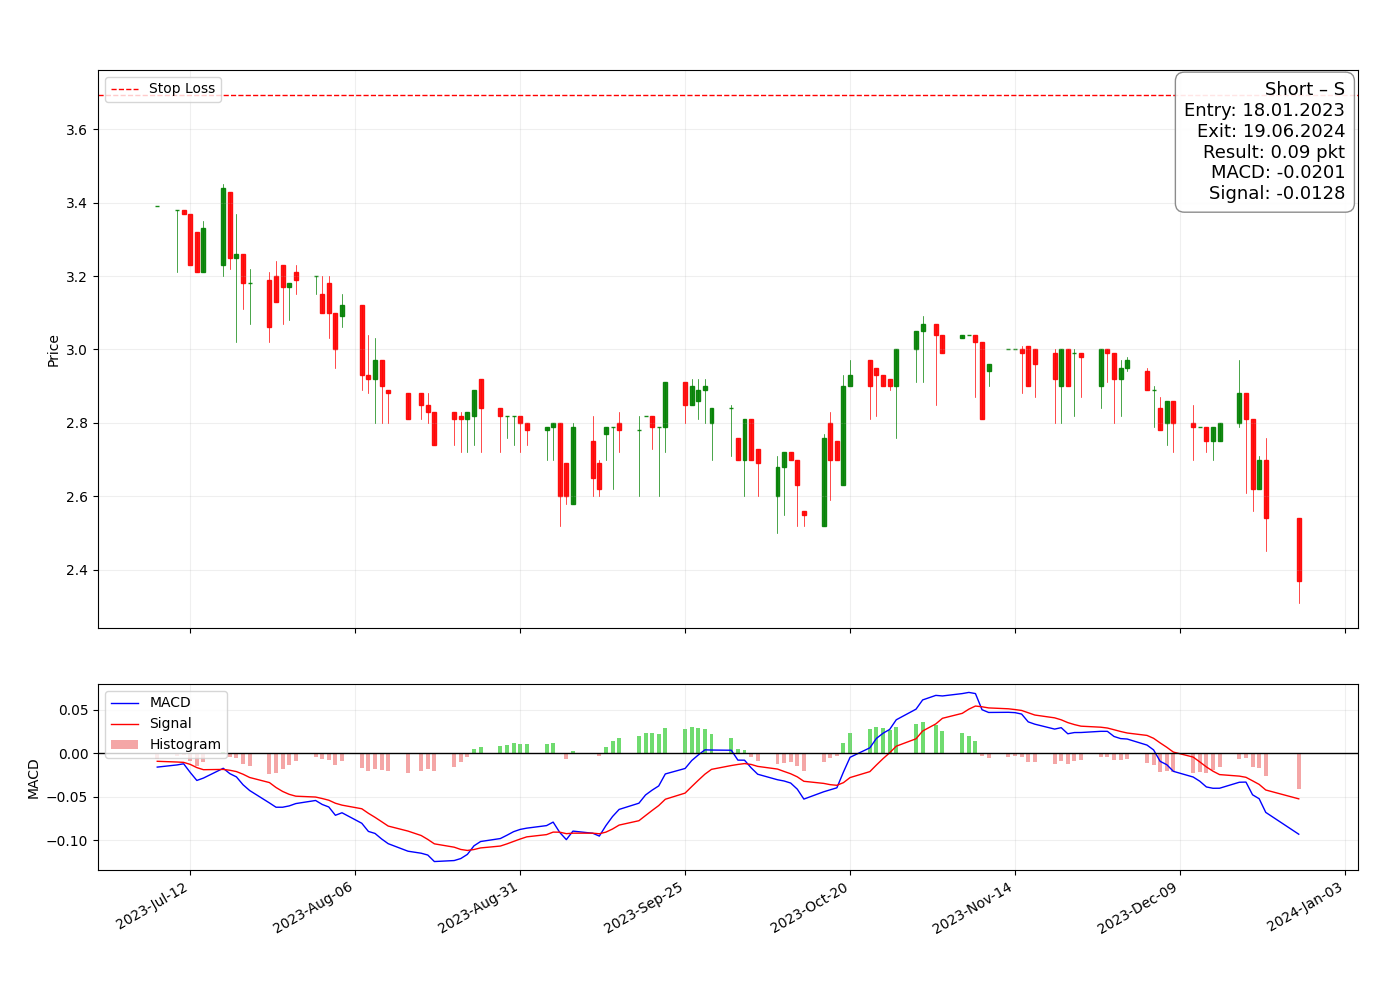 Stop Loss
Short – S
Entry: 18.01.2023
Exit: 19.06.2024
Result: 0.09 pkt
MACD: -0.0201
Signal: -0.0128
Price
3.6
3.4
3.2
3.0
2.8
2.6
2.4
MACD
Signal
Histogram
MACD
0.05
0.00
−0.05
−0.10
2023-Jul-12
2023-Aug-06
2023-Aug-31
2023-Sep-25
2023-Oct-20
2023-Nov-14
2023-Dec-09
2024-Jan-03